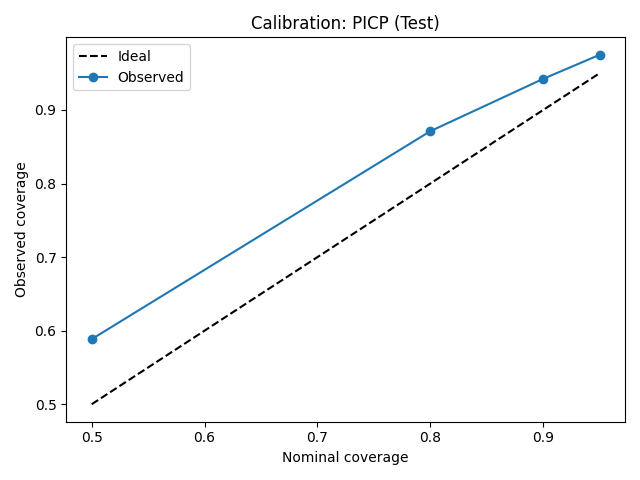 Calibration: PICP (Test)
Ideal
Observed
Observed coverage
0.9
0.8
0.7
0.6
0.5
0.5 0.6 0.7 0.8 0.9
Nominal coverage